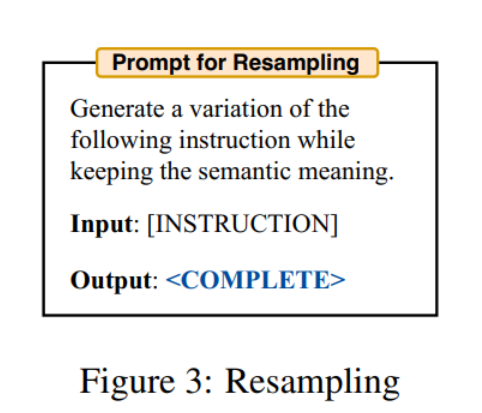 Prompt for Resampling
Generate a variation of the
following instruction while
keeping the semantic meaning.
Input: [INSTRUCTION]
Output: <COMPLETE>
Figure 3: Resampling